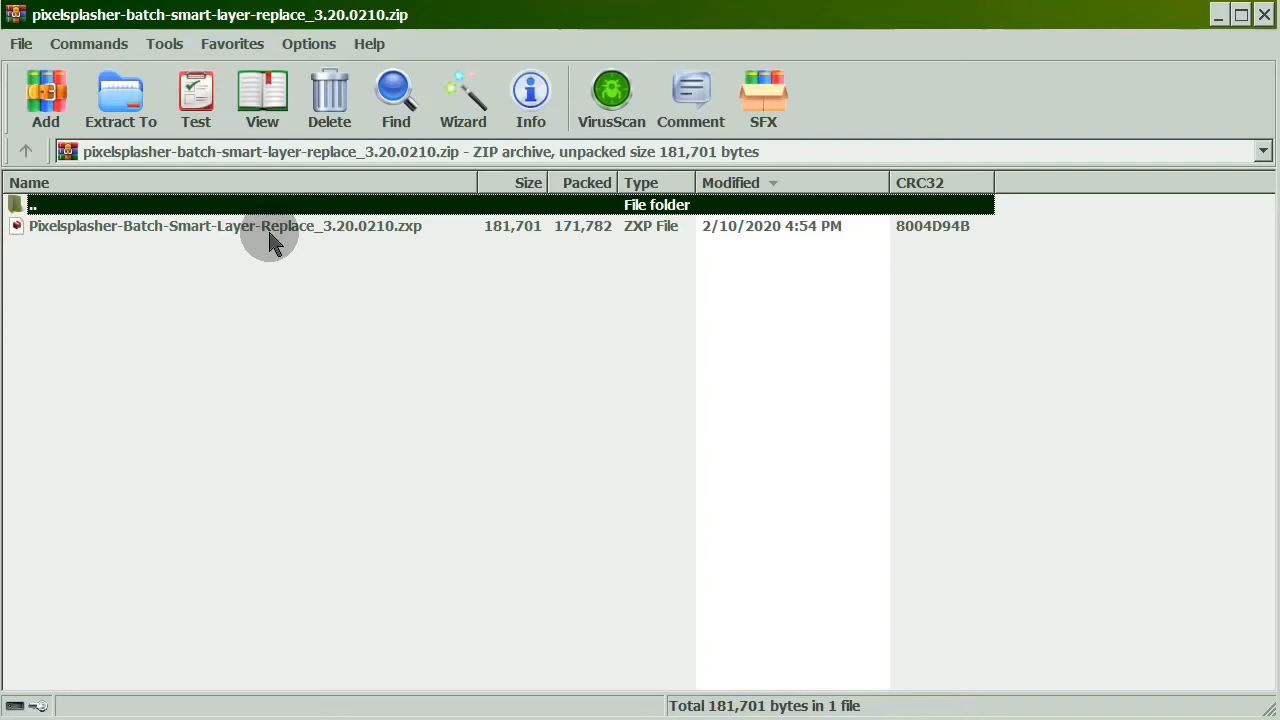 pixelsplasher-batch-smart-layer-replace_3.20.0210.zip
File Commands Tools Favorites Options Help
Add Extract To Test View Delete Find Wizard Info VirusScan Comment SFX
pixelsplasher-batch-smart-layer-replace_3.20.0210.zip - ZIP archive, unpacked size 181,701 bytes
Name Size Packed Type Modified CRC32
.. File folder
Pixelsplasher-Batch-Smart-Layer-Replace_3.20.0210.zxp 181,701 171,782 ZXP File 2/10/2020 4:54 PM 8004D94B
Total 181,701 bytes in 1 file